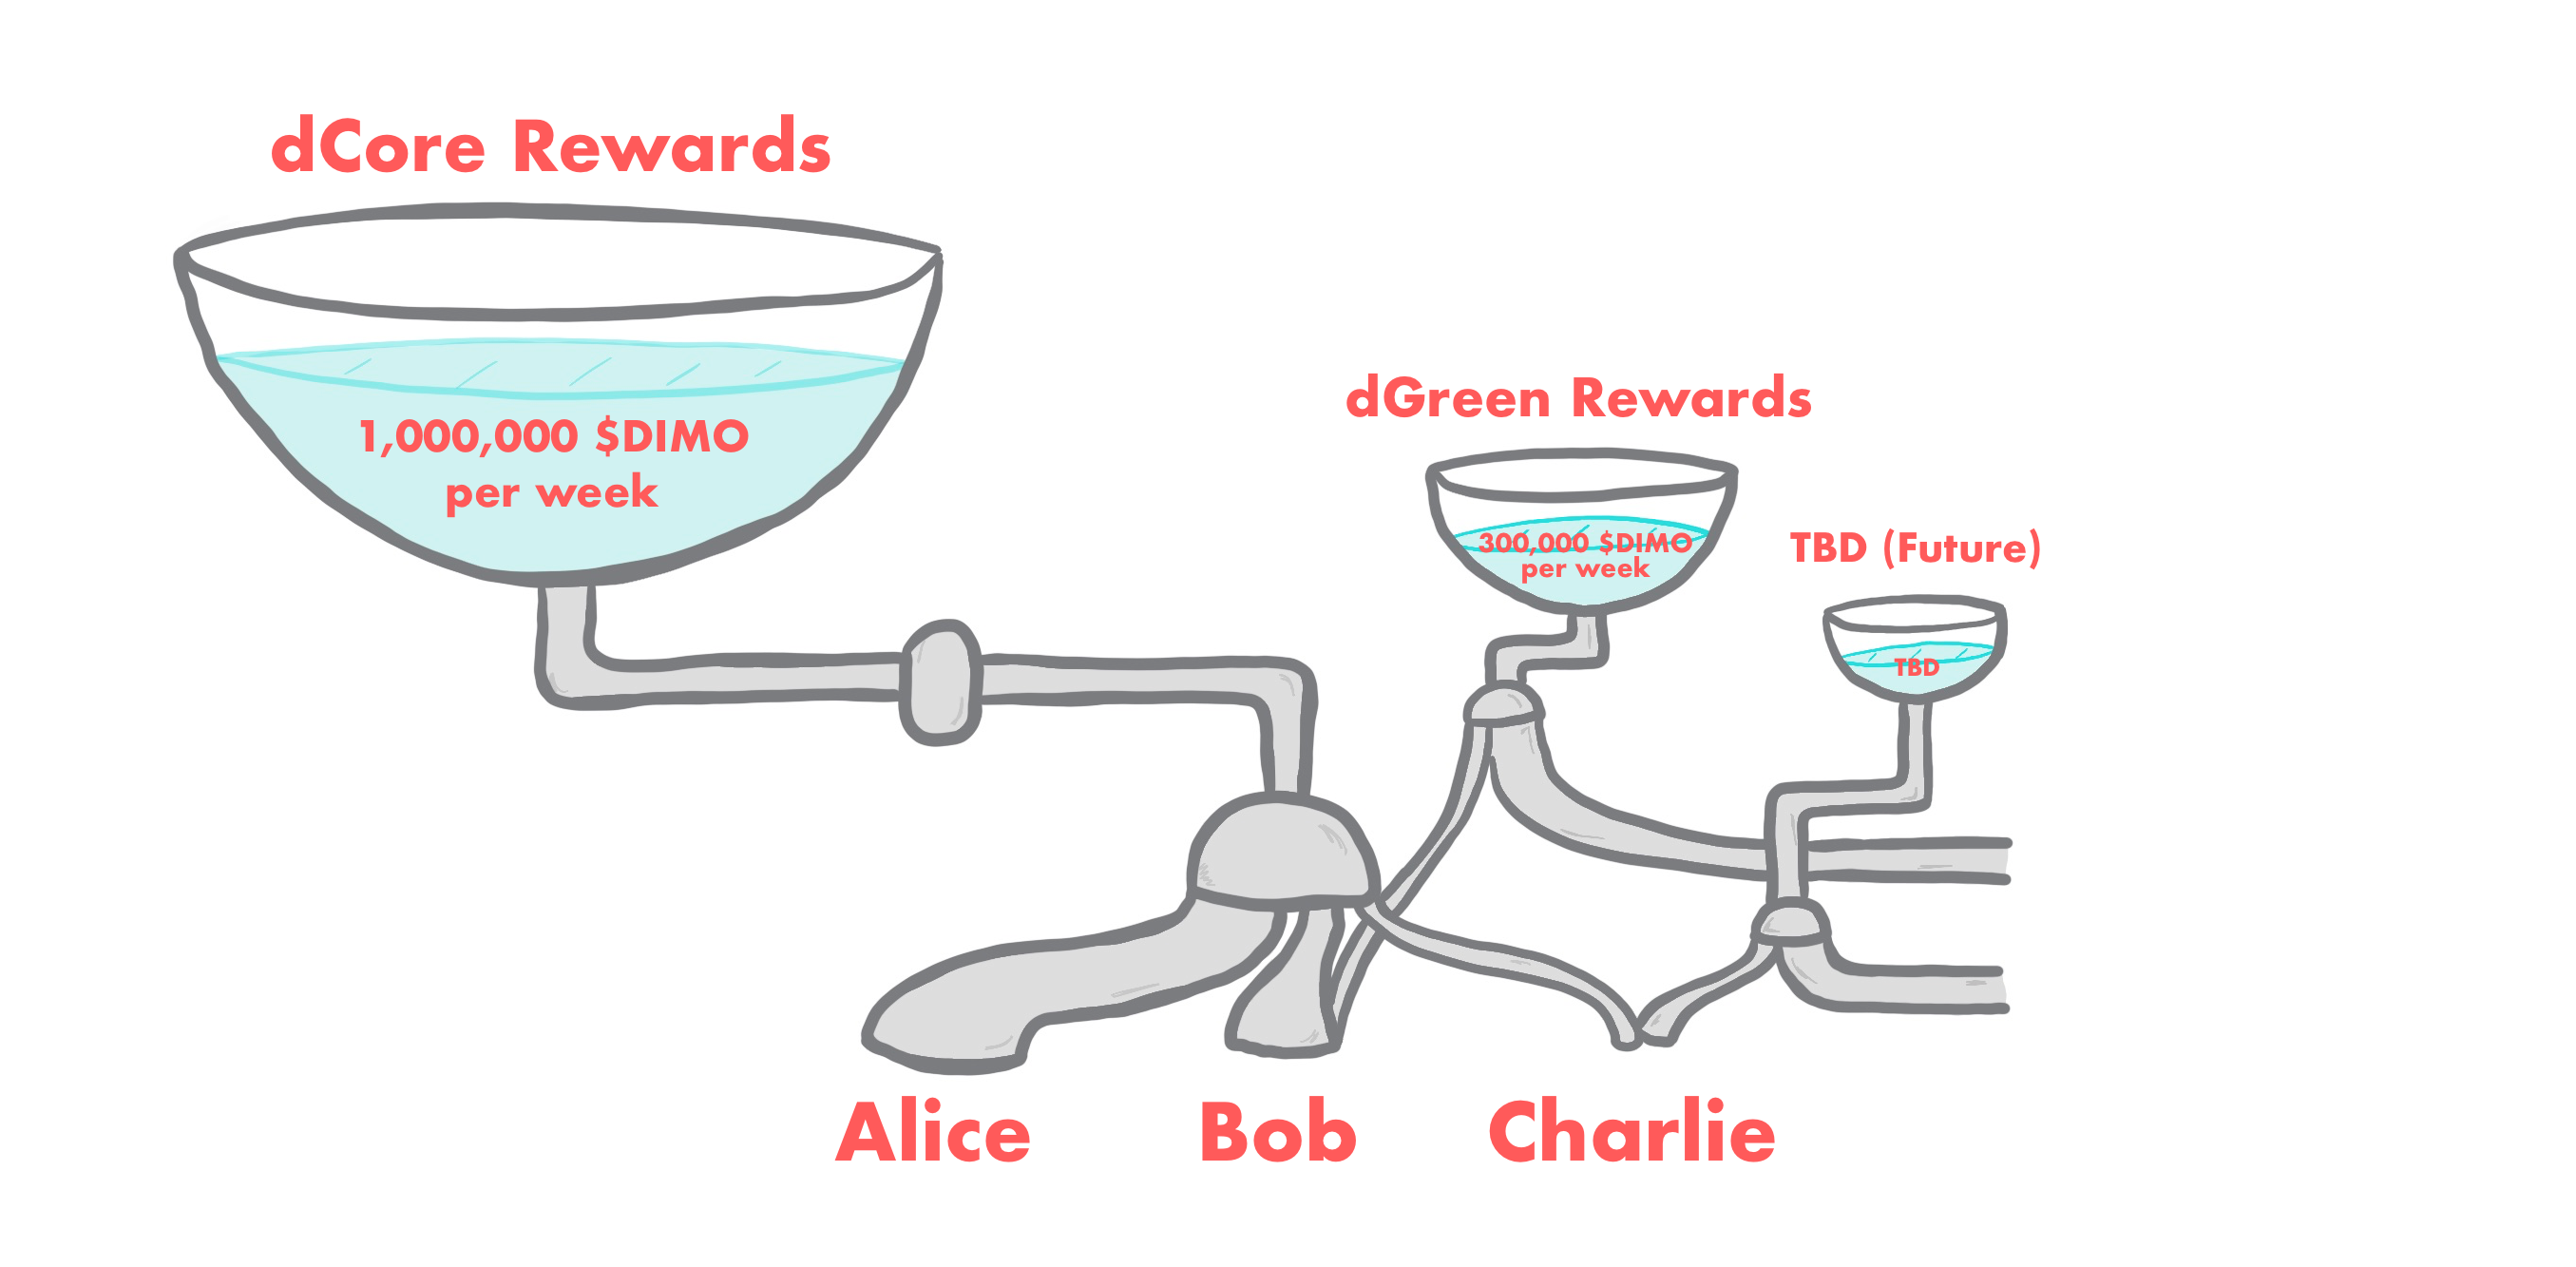 dCore Rewards
1,000,000 $DIMO
per week
dGreen Rewards
300,000 $DIMO
per week
TBD (Future)
TBD
Alice
Bob
Charlie